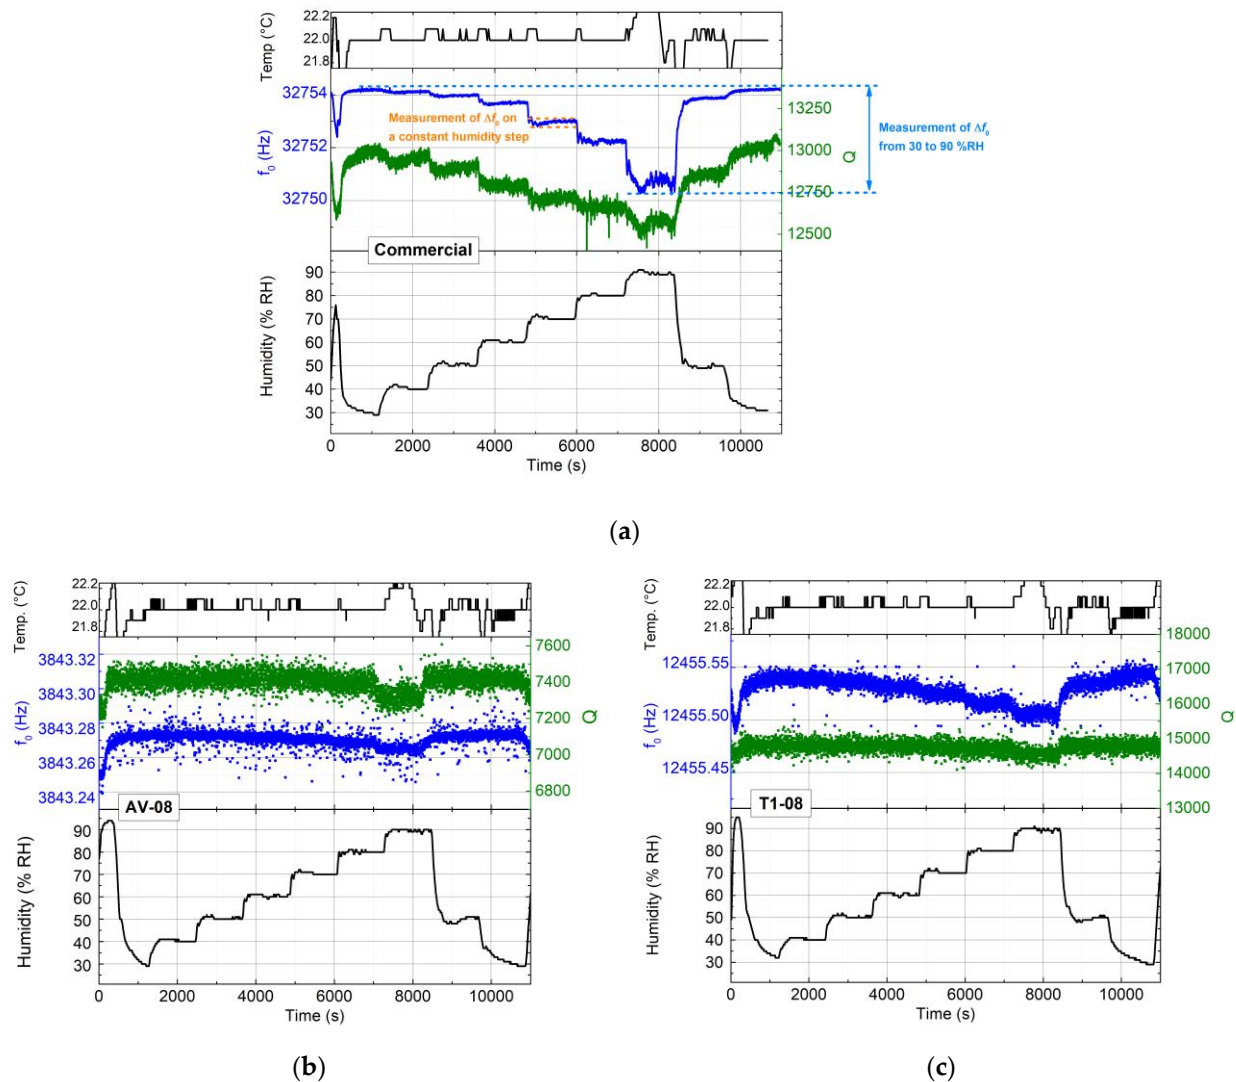 22.2
22.0
21.8
Temp (°C)
32754
32752
32750
f0 (Hz)
13250
13000
12750
12500
Q
Measurement of Δf0 on
a constant humidity step
Measurement of Δf0
from 30 to 90 %RH
Commercial
90
80
70
60
50
40
30
Humidity (% RH)
0 2000 4000 6000 8000 10000
Time (s)
(a)
22.2
22.0
21.8
Temp. (°C)
3843.32
3843.30
3843.28
3843.26
3843.24
f0 (Hz)
7600
7400
7200
7000
6800
Q
AV-08
90
80
70
60
50
40
30
Humidity (% RH)
0 2000 4000 6000 8000 10000
Time (s)
(b)
22.2
22.0
21.8
Temp. (°C)
12455.55
12455.50
12455.45
f0 (Hz)
18000
17000
16000
15000
14000
13000
Q
T1-08
90
80
70
60
50
40
30
Humidity (% RH)
0 2000 4000 6000 8000 10000
Time (s)
(c)